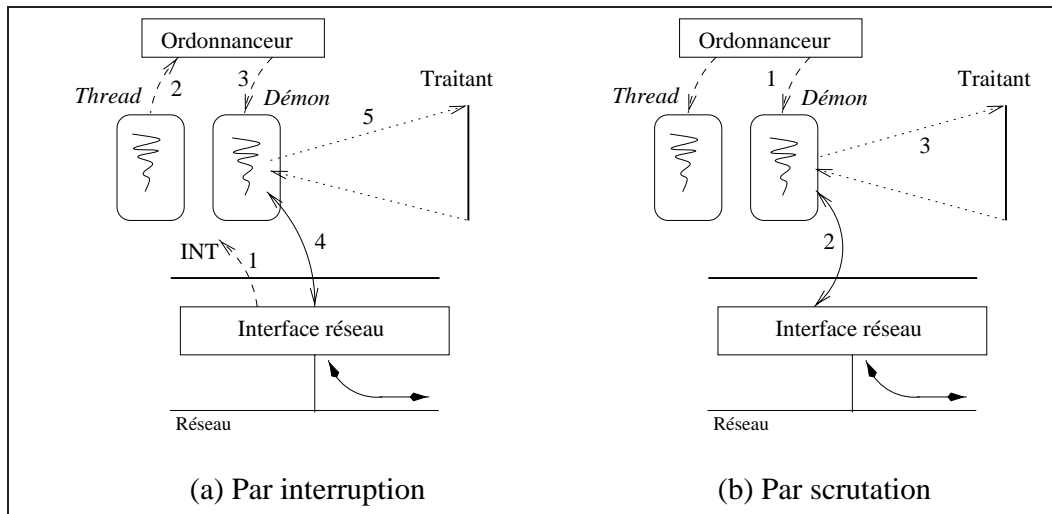 Ordonnanceur
2
3
Thread
Démon
Traitant
5
4
INT
1
Interface réseau
Réseau
(a) Par interruption
Ordonnanceur
1
Thread
Démon
Traitant
3
2
Interface réseau
Réseau
(b) Par scrutation